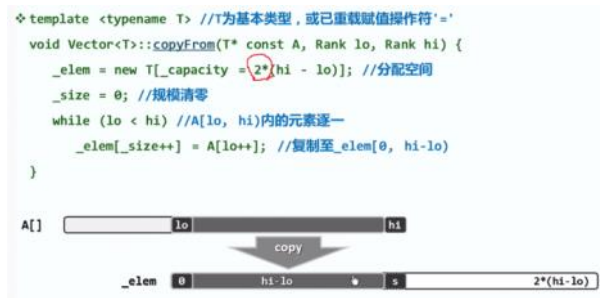 ❖ template <typename T> //T为基本类型，或已重载赋值操作符'='
void Vector<T>::copyFrom(T* const A, Rank lo, Rank hi) {
_elem = new T[_capacity = 2*(hi - lo)]; //分配空间
_size = 0; //规模清零
while (lo < hi) //A[lo, hi)内的元素逐一
_elem[_size++] = A[lo++]; //复制至_elem[0, hi-lo)
}
A[] lo hi
copy
_elem 0 hi-lo s 2*(hi-lo)